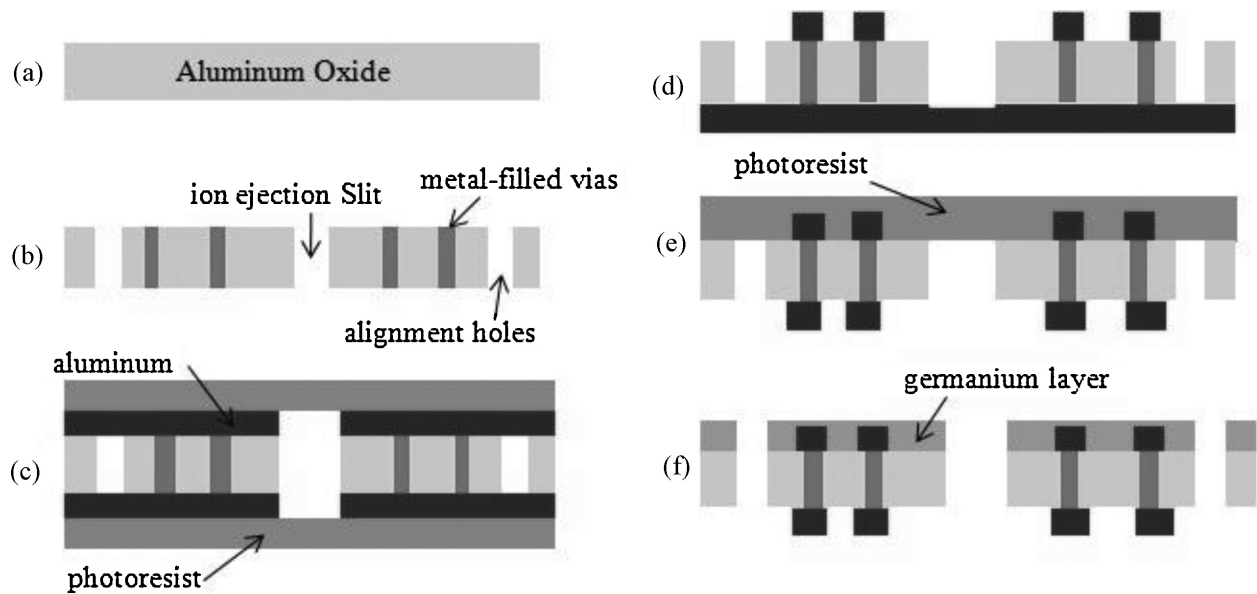 (a)
Aluminum Oxide
(b)
ion ejection Slit
metal-filled vias
alignment holes
(c)
aluminum
photoresist
(d)
(e)
photoresist
(f)
germanium layer